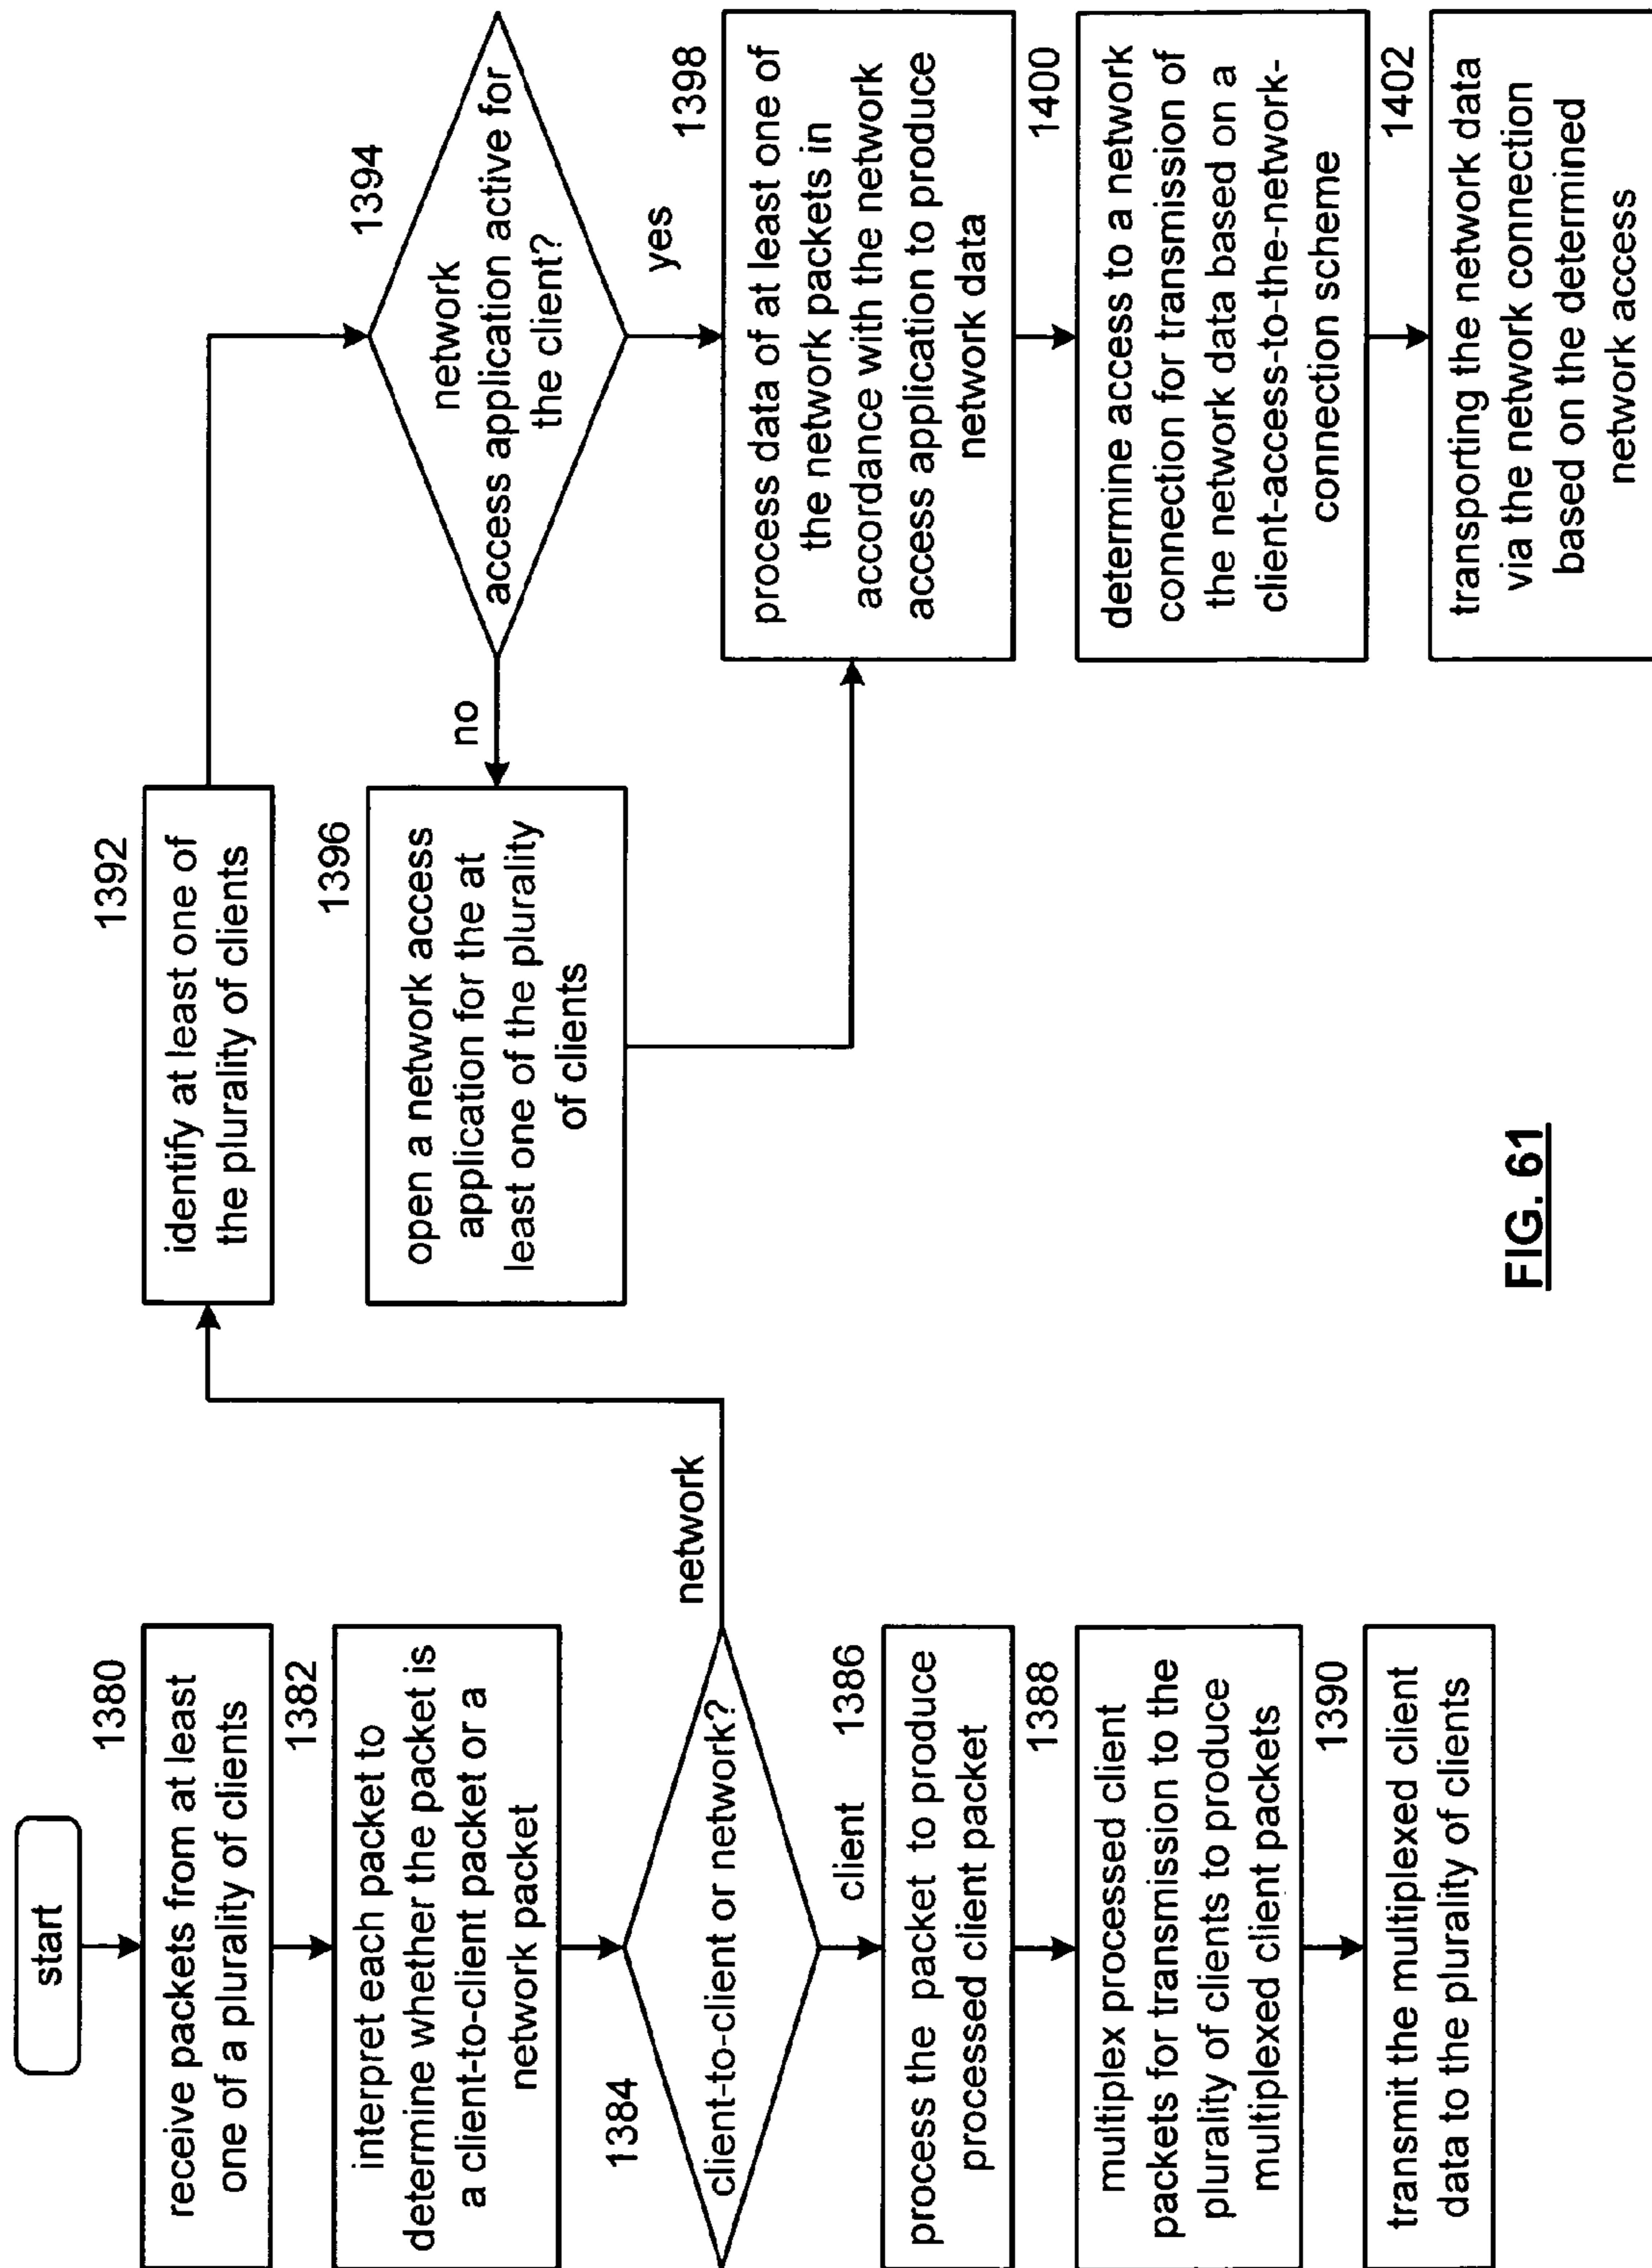 start
1380
receive packets from at least
one of a plurality of clients
1382
interpret each packet to
determine whether the packet is
a client-to-client packet or a
network packet
1384
client-to-client or network?
network
client
1386
process the packet to produce
processed client packet
1388
multiplex processed client
packets for transmission to the
plurality of clients to produce
multiplexed client packets
1390
transmit the multiplexed client
data to the plurality of clients
1392
identify at least one of
the plurality of clients
1394
network
access application active for
the client?
no
yes
1396
open a network access
application for the at
least one of the plurality
of clients
1398
process data of at least one of
the network packets in
accordance with the network
access application to produce
network data
1400
determine access to a network
connection for transmission of
the network data based on a
client-access-to-the-network-
connection scheme
1402
transporting the network data
via the network connection
based on the determined
network access
FIG. 61